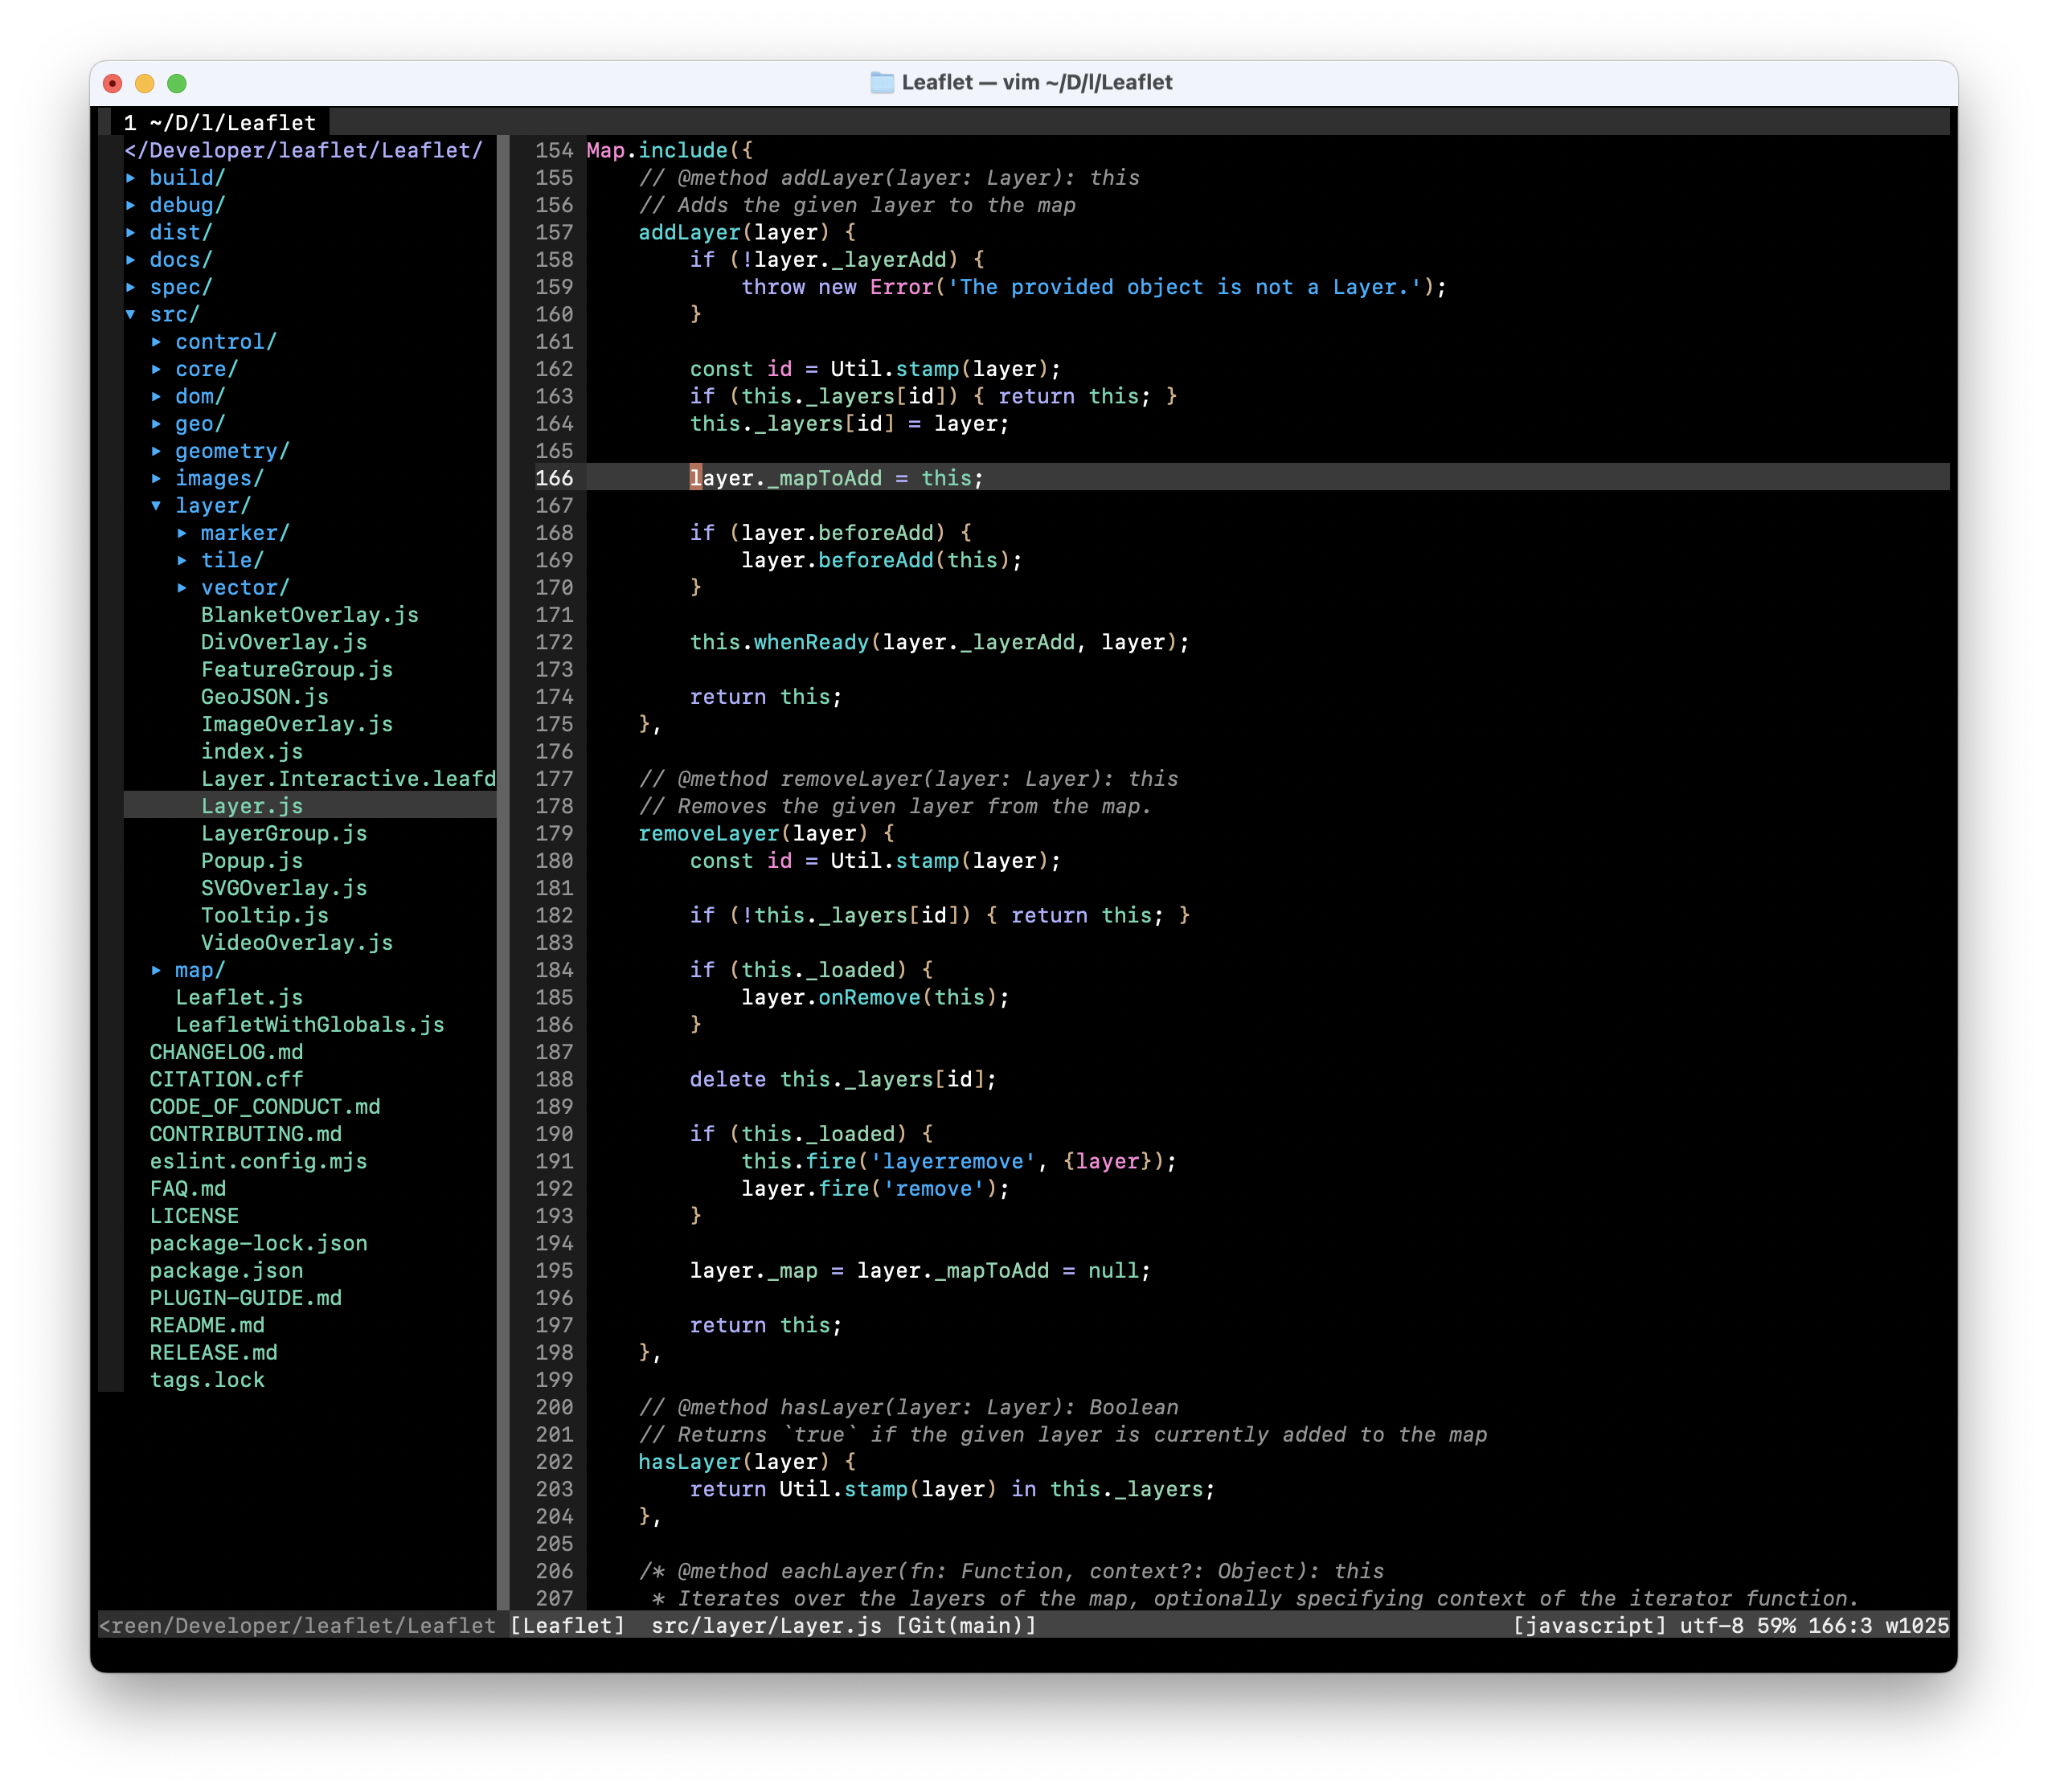 Leaflet — vim ~/D/l/Leaflet
1 ~/D/l/Leaflet
</Developer/leaflet/Leaflet/
▸ build/
▸ debug/
▸ dist/
▸ docs/
▸ spec/
▾ src/
▸ control/
▸ core/
▸ dom/
▸ geo/
▸ geometry/
▸ images/
▾ layer/
▸ marker/
▸ tile/
▸ vector/
BlanketOverlay.js
DivOverlay.js
FeatureGroup.js
GeoJSON.js
ImageOverlay.js
index.js
Layer.Interactive.leafd
Layer.js
LayerGroup.js
Popup.js
SVGOverlay.js
Tooltip.js
VideoOverlay.js
▸ map/
Leaflet.js
LeafletWithGlobals.js
CHANGELOG.md
CITATION.cff
CODE_OF_CONDUCT.md
CONTRIBUTING.md
eslint.config.mjs
FAQ.md
LICENSE
package-lock.json
package.json
PLUGIN-GUIDE.md
README.md
RELEASE.md
tags.lock
154 Map.include({
155     // @method addLayer(layer: Layer): this
156     // Adds the given layer to the map
157     addLayer(layer) {
158         if (!layer._layerAdd) {
159             throw new Error('The provided object is not a Layer.');
160         }
161
162         const id = Util.stamp(layer);
163         if (this._layers[id]) { return this; }
164         this._layers[id] = layer;
165
166         layer._mapToAdd = this;
167
168         if (layer.beforeAdd) {
169             layer.beforeAdd(this);
170         }
171
172         this.whenReady(layer._layerAdd, layer);
173
174         return this;
175     },
176
177     // @method removeLayer(layer: Layer): this
178     // Removes the given layer from the map.
179     removeLayer(layer) {
180         const id = Util.stamp(layer);
181
182         if (!this._layers[id]) { return this; }
183
184         if (this._loaded) {
185             layer.onRemove(this);
186         }
187
188         delete this._layers[id];
189
190         if (this._loaded) {
191             this.fire('layerremove', {layer});
192             layer.fire('remove');
193         }
194
195         layer._map = layer._mapToAdd = null;
196
197         return this;
198     },
199
200     // @method hasLayer(layer: Layer): Boolean
201     // Returns `true` if the given layer is currently added to the map
202     hasLayer(layer) {
203         return Util.stamp(layer) in this._layers;
204     },
205
206     /* @method eachLayer(fn: Function, context?: Object): this
207      * Iterates over the layers of the map, optionally specifying context of the iterator function.
<reen/Developer/leaflet/Leaflet [Leaflet]  src/layer/Layer.js [Git(main)] [javascript] utf-8 59% 166:3 w1025